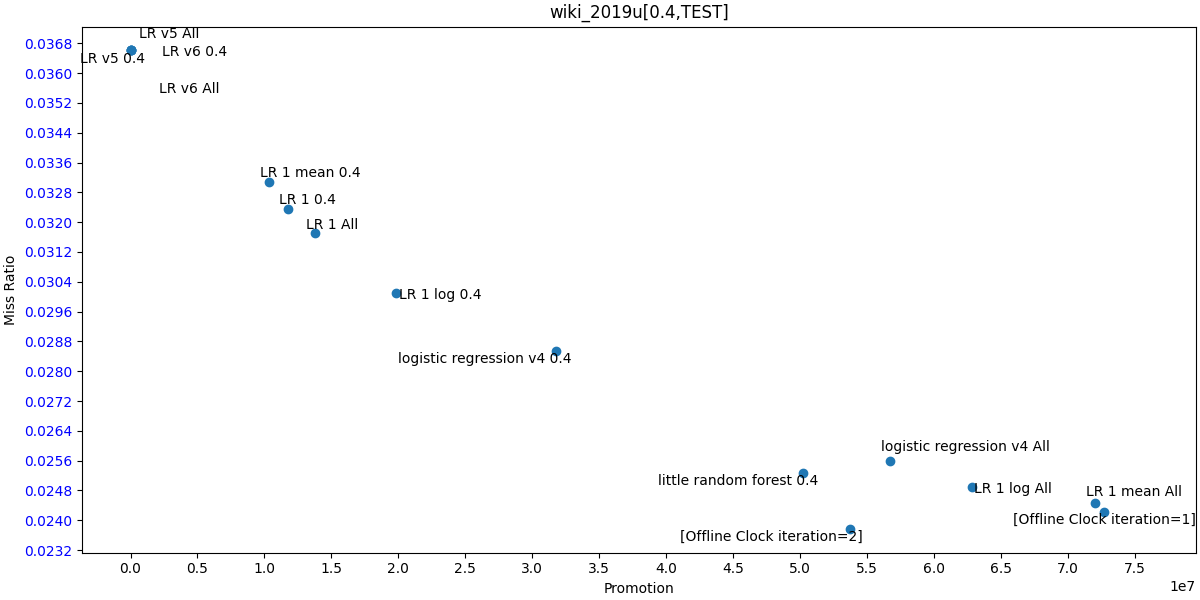 wiki_2019u[0.4,TEST]
Miss Ratio
0.0368
0.0360
0.0352
0.0344
0.0336
0.0328
0.0320
0.0312
0.0304
0.0296
0.0288
0.0280
0.0272
0.0264
0.0256
0.0248
0.0240
0.0232
LR v5 All
LR v6 0.4
LR v5 0.4
LR v6 All
LR 1 mean 0.4
LR 1 0.4
LR 1 All
LR 1 log 0.4
logistic regression v4 0.4
logistic regression v4 All
little random forest 0.4
LR 1 log All
LR 1 mean All
[Offline Clock iteration=1]
[Offline Clock iteration=2]
0.0 0.5 1.0 1.5 2.0 2.5 3.0 3.5 4.0 4.5 5.0 5.5 6.0 6.5 7.0 7.5
1e7
Promotion